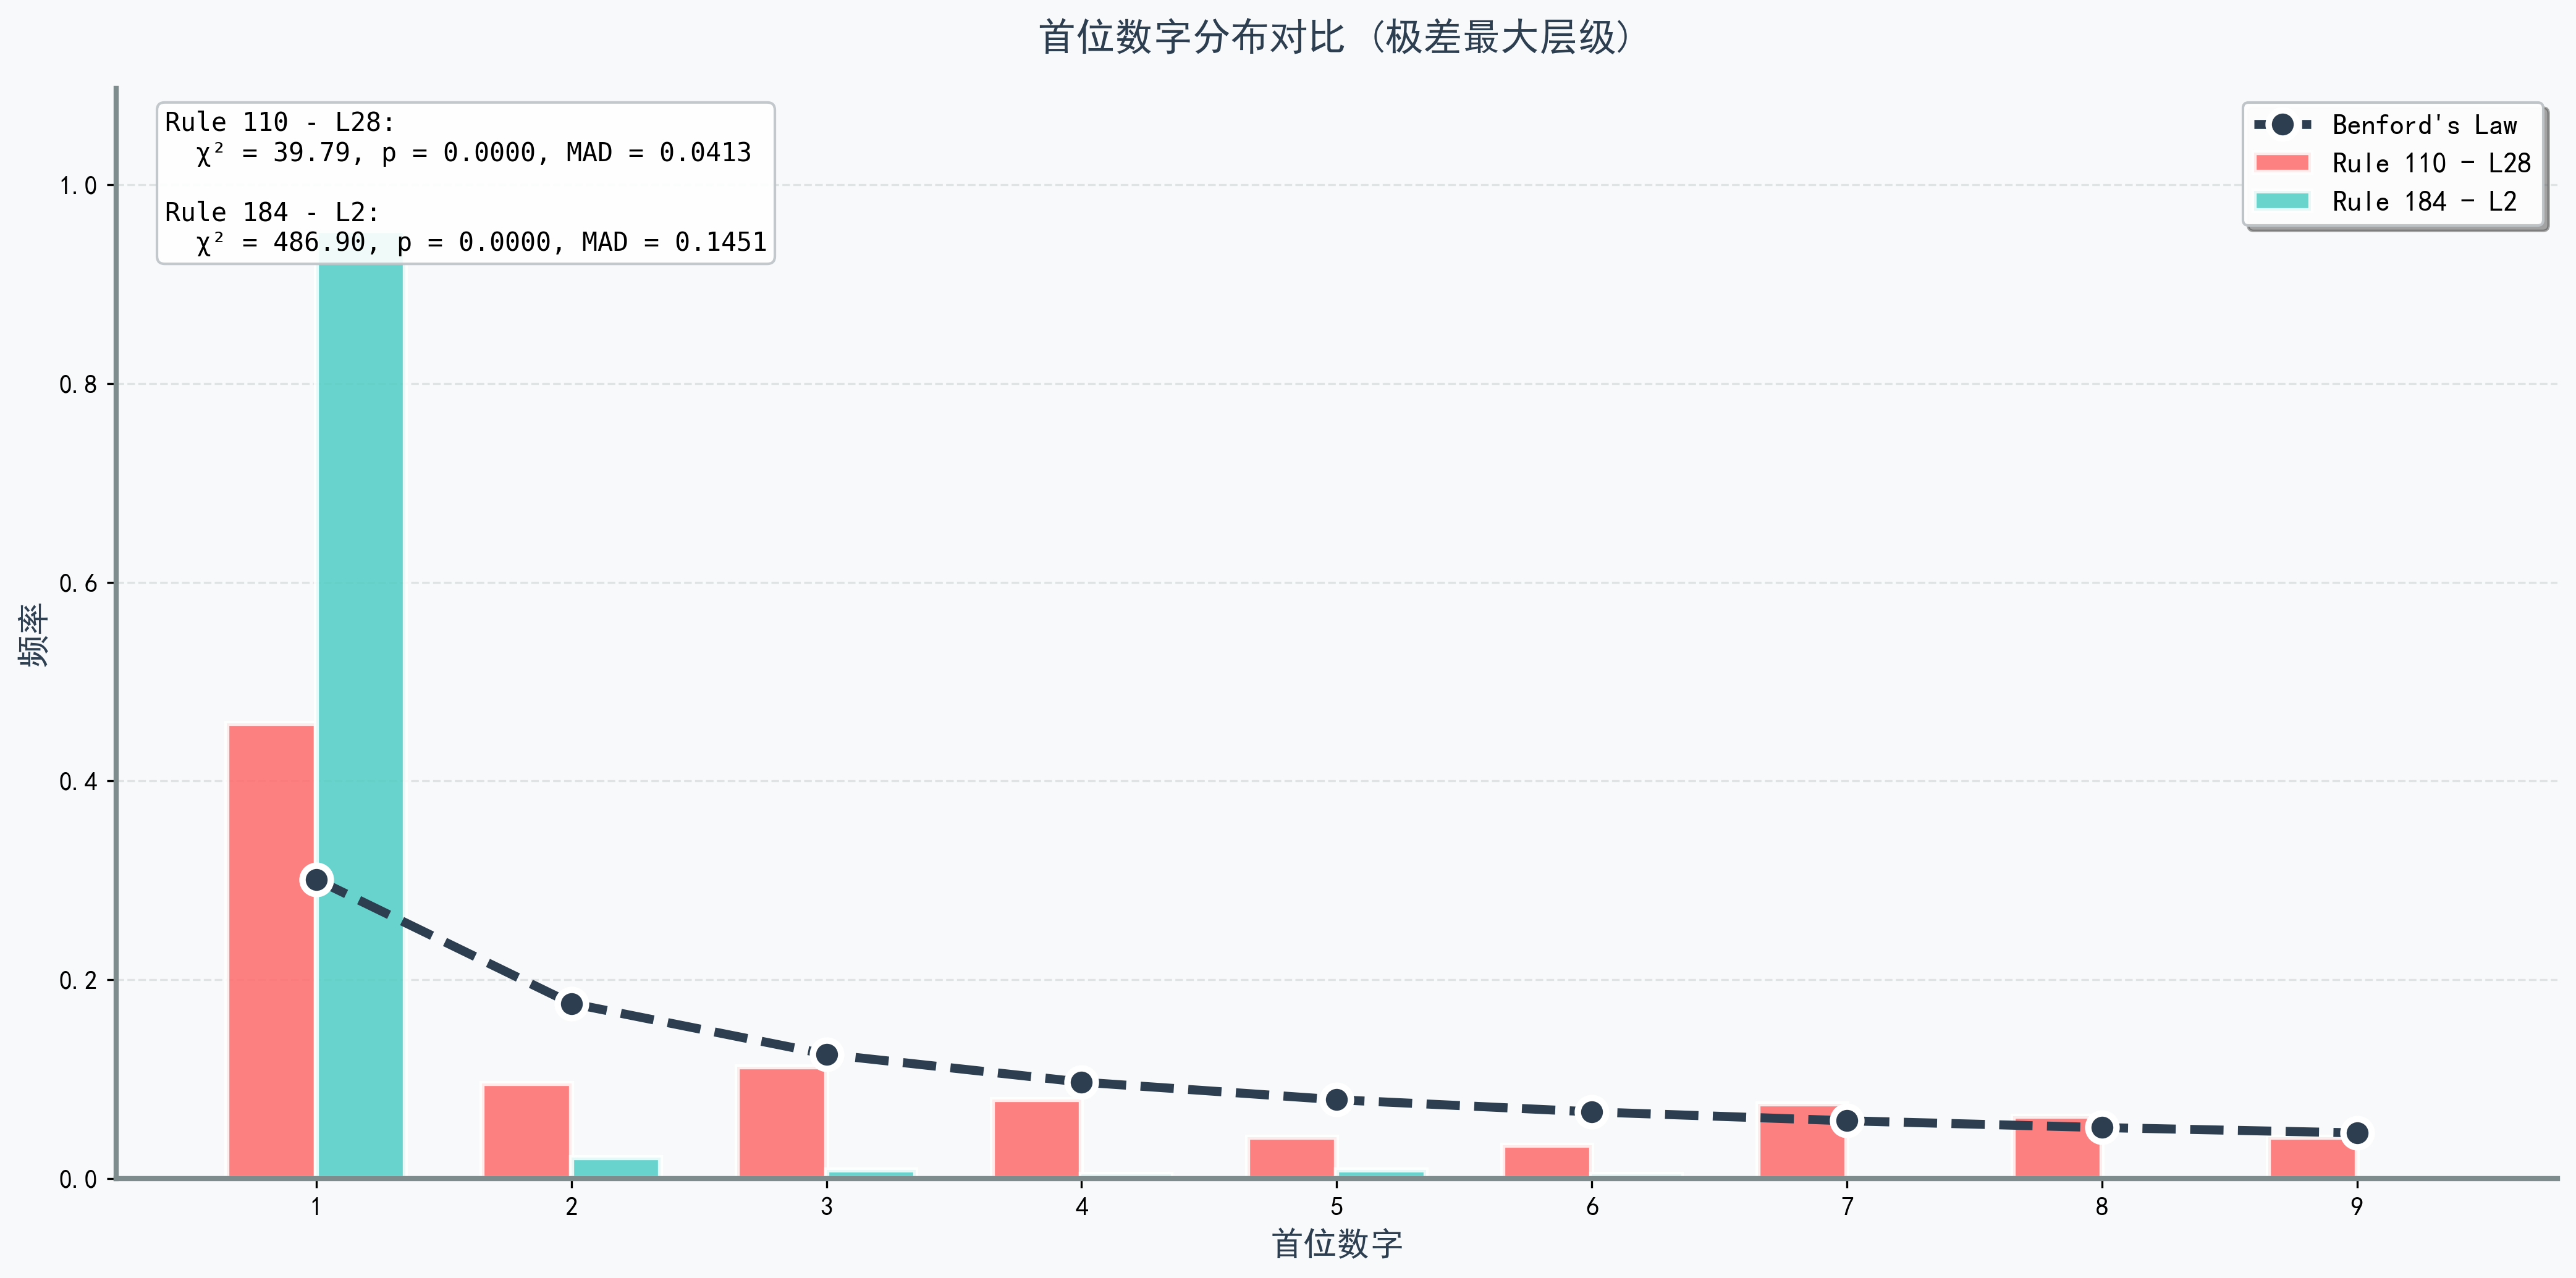 首位数字分布对比 (极差最大层级)
Rule 110 - L28:
χ² = 39.79, p = 0.0000, MAD = 0.0413
Rule 184 - L2:
χ² = 486.90, p = 0.0000, MAD = 0.1451
Benford's Law
Rule 110 - L28
Rule 184 - L2
频率
1.0
0.8
0.6
0.4
0.2
0.0
1 2 3 4 5 6 7 8 9
首位数字